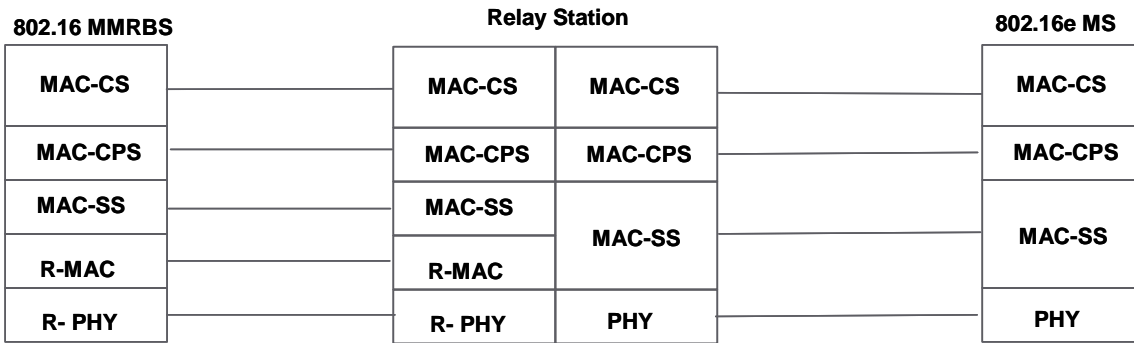 802.16 MMRBS
Relay Station
802.16e MS
MAC-CS
MAC-CS
MAC-CS
MAC-CS
MAC-CPS
MAC-CPS
MAC-CPS
MAC-CPS
MAC-SS
MAC-SS
MAC-SS
MAC-SS
R-MAC
R-MAC
R- PHY
R- PHY
PHY
PHY